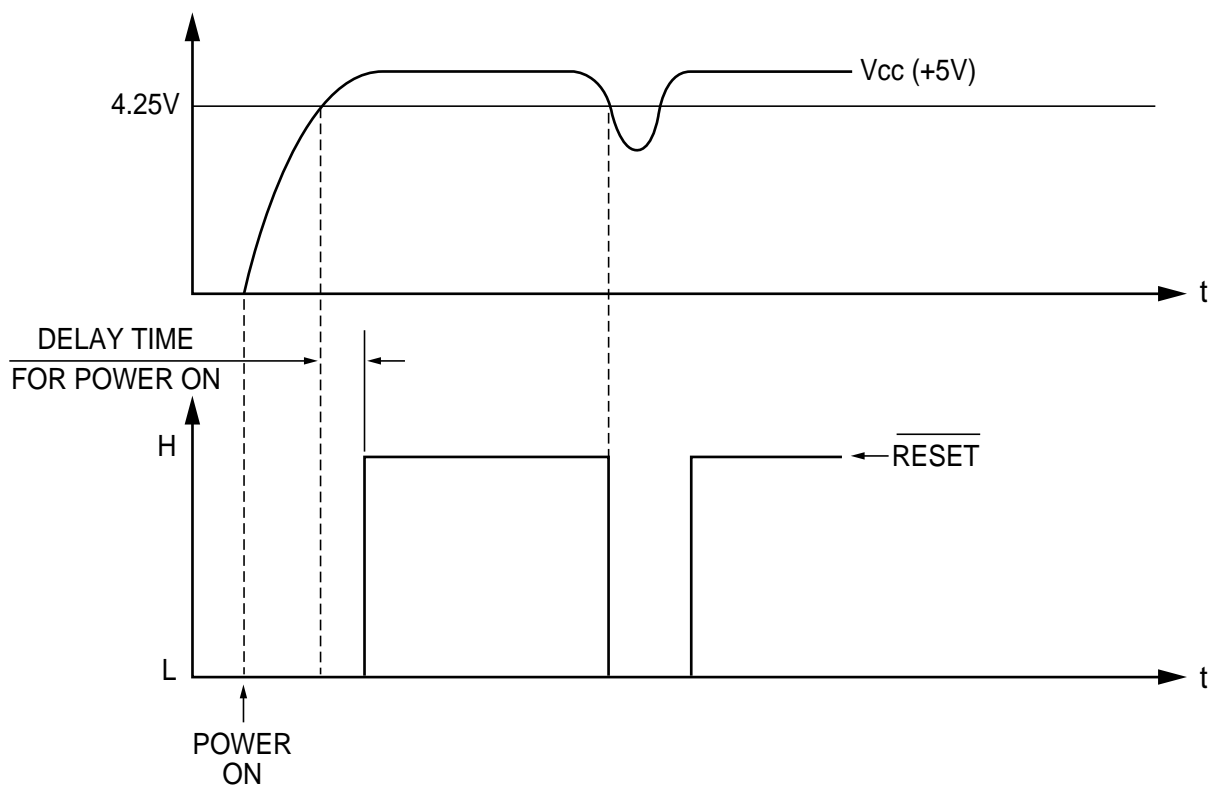 Vcc (+5V)
4.25V
t
DELAY TIME
FOR POWER ON
H
RESET
L
t
POWER
ON